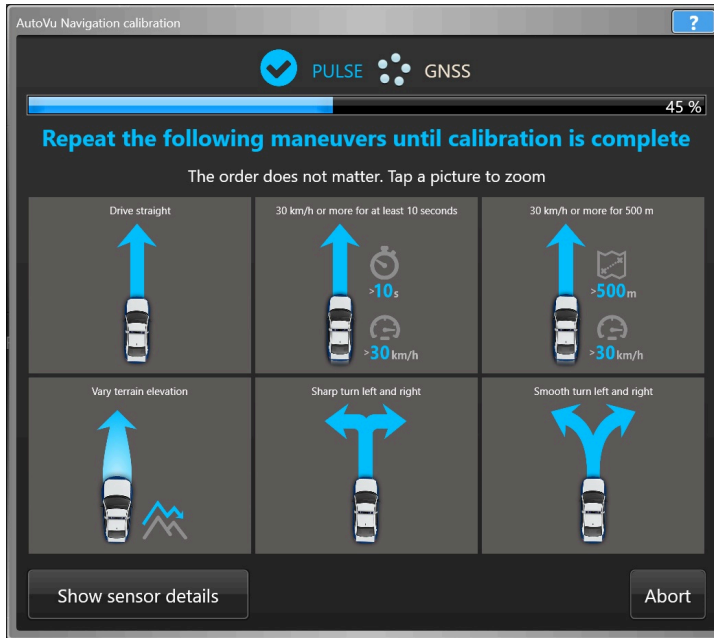 AutoVu Navigation calibration
?
PULSE GNSS
45 %
Repeat the following maneuvers until calibration is complete
The order does not matter. Tap a picture to zoom
Drive straight
30 km/h or more for at least 10 seconds
>10s
>30km/h
30 km/h or more for 500 m
>500m
>30km/h
Vary terrain elevation
Sharp turn left and right
Smooth turn left and right
Show sensor details
Abort